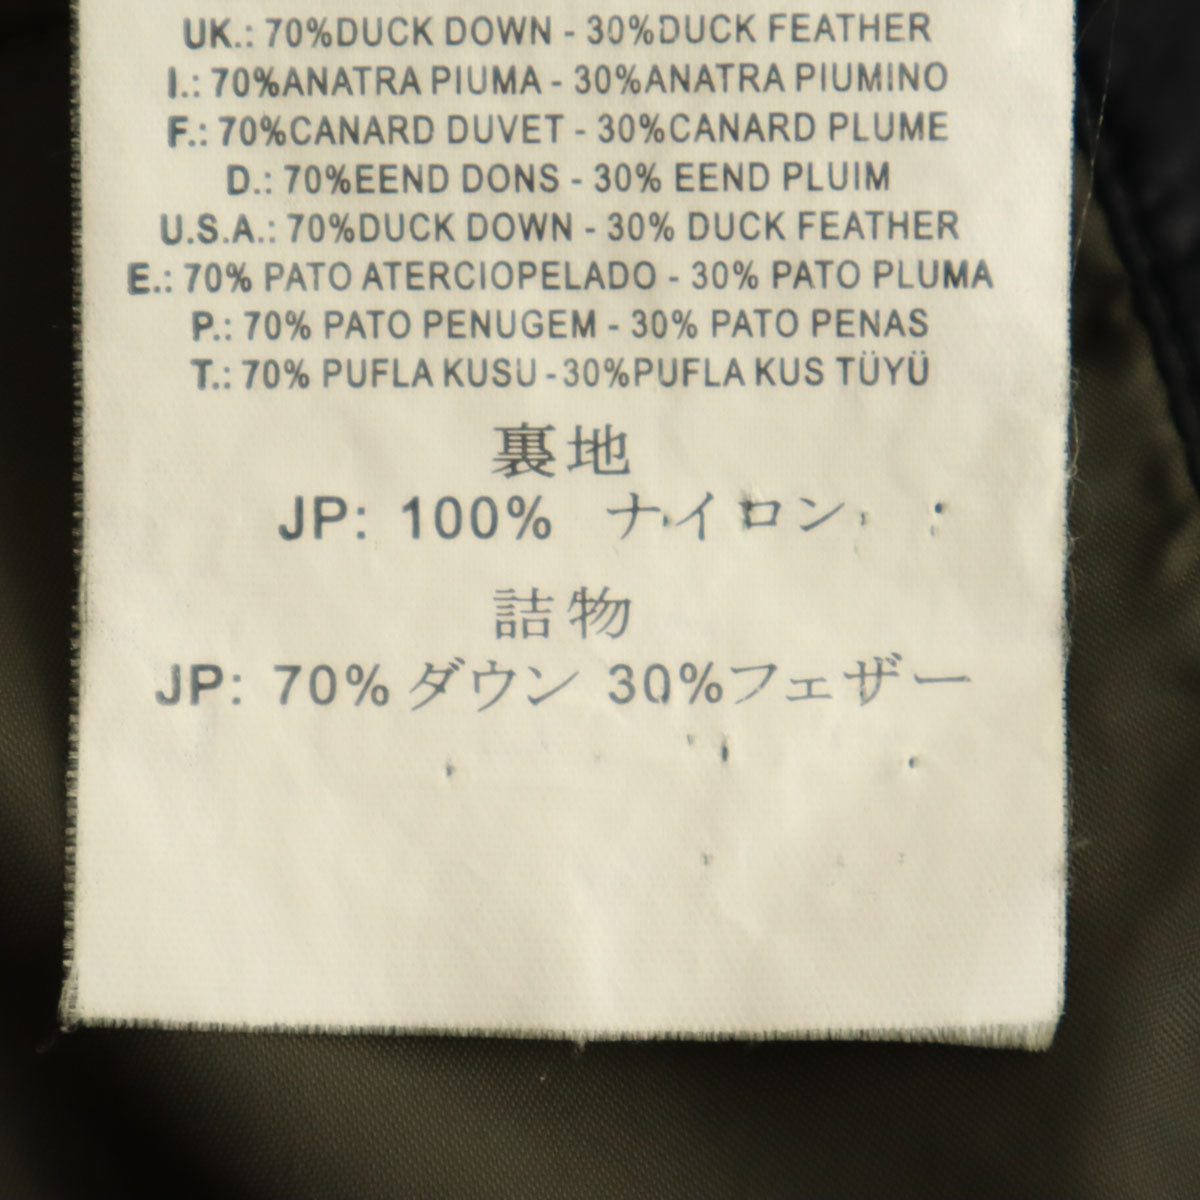 UK.: 70%DUCK DOWN - 30%DUCK FEATHER
I.: 70%ANATRA PIUMA - 30%ANATRA PIUMINO
F.: 70%CANARD DUVET - 30%CANARD PLUME
D.: 70%EEND DONS - 30% EEND PLUIM
U.S.A.: 70%DUCK DOWN - 30% DUCK FEATHER
E.: 70% PATO ATERCIOPELADO - 30% PATO PLUMA
P.: 70% PATO PENUGEM - 30% PATO PENAS
T.: 70% PUFLA KUSU - 30%PUFLA KUS TÜYÜ
裏地
JP: 100% ナイロン
詰物
JP: 70% ダウン 30%フェザー